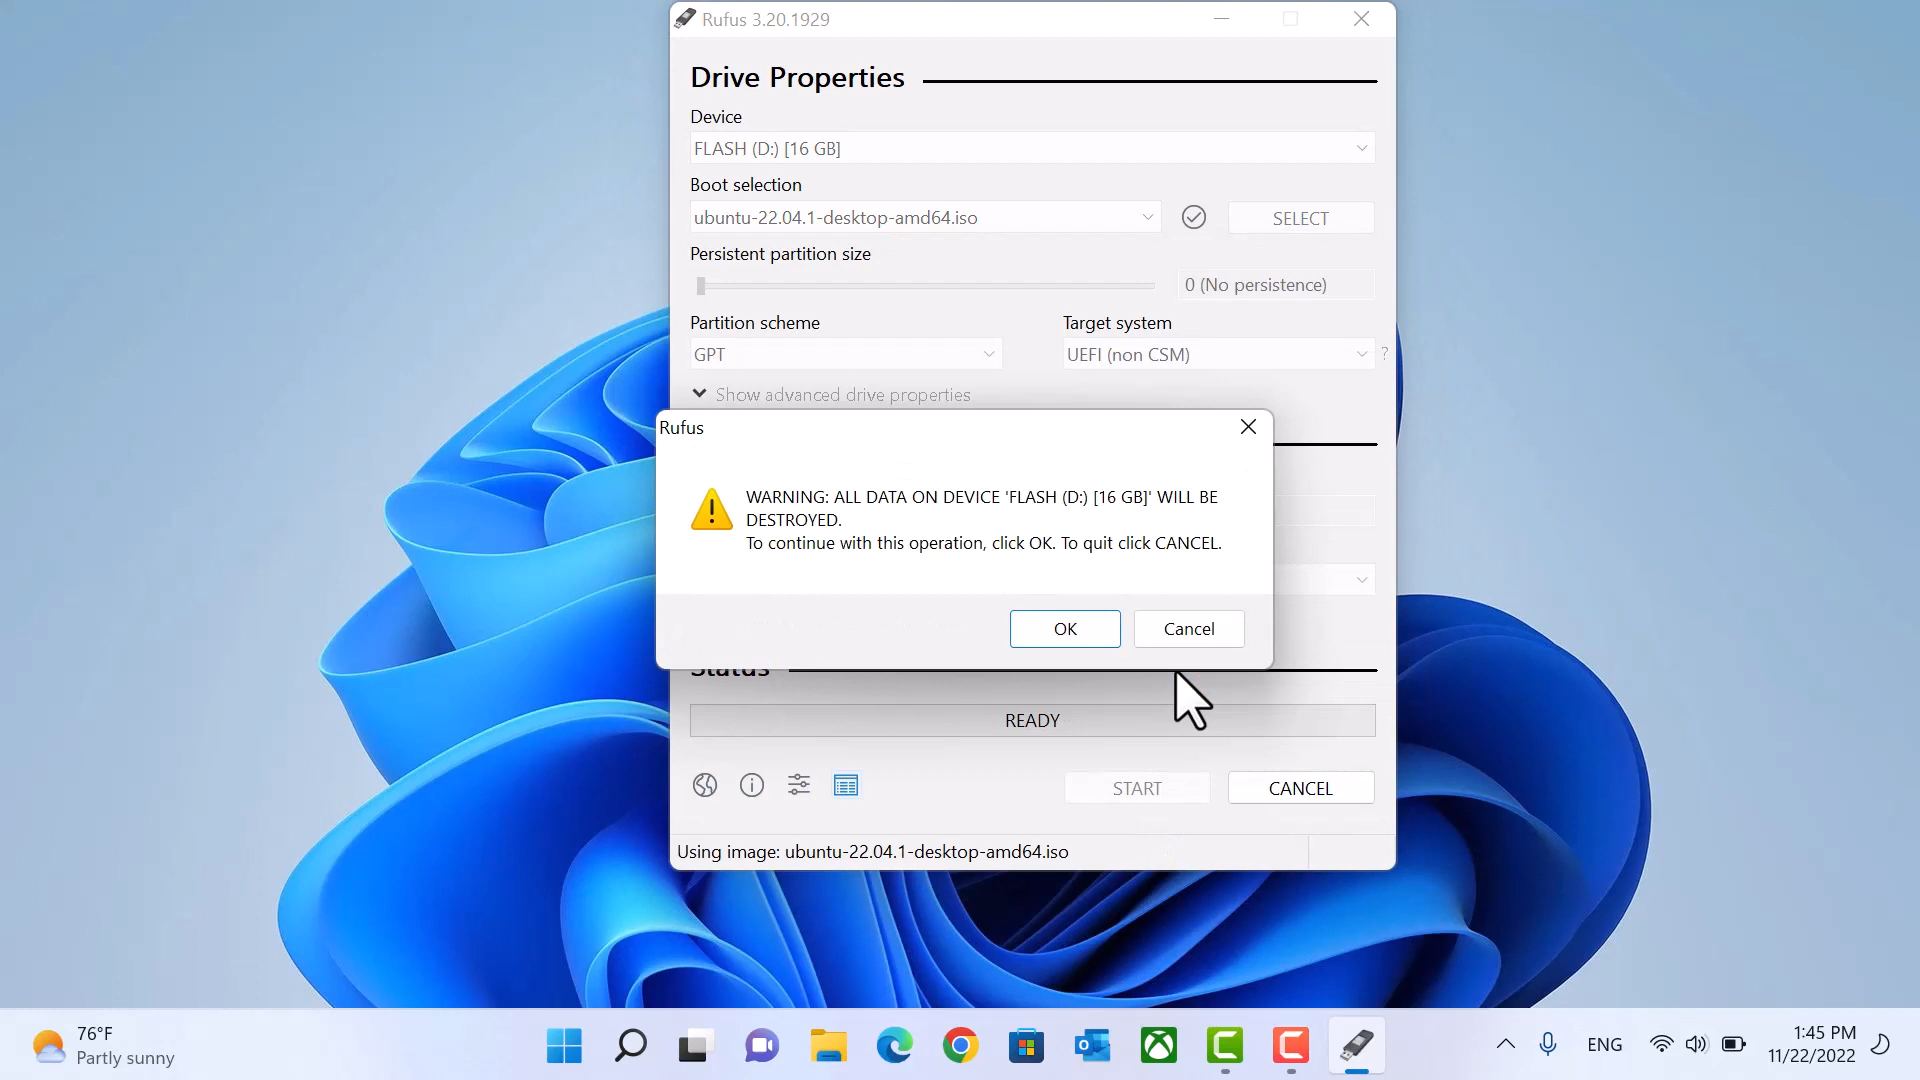 Rufus 3.20.1929
Drive Properties
Device
FLASH (D:) [16 GB]
Boot selection
ubuntu-22.04.1-desktop-amd64.iso
SELECT
Persistent partition size
0 (No persistence)
Partition scheme
Target system
GPT
UEFI (non CSM)
?
Show advanced drive properties
Rufus
WARNING: ALL DATA ON DEVICE 'FLASH (D:) [16 GB]' WILL BE
DESTROYED.
To continue with this operation, click OK. To quit click CANCEL.
OK
Cancel
Status
READY
START
CANCEL
Using image: ubuntu-22.04.1-desktop-amd64.iso
76°F
Partly sunny
ENG
1:45 PM
11/22/2022